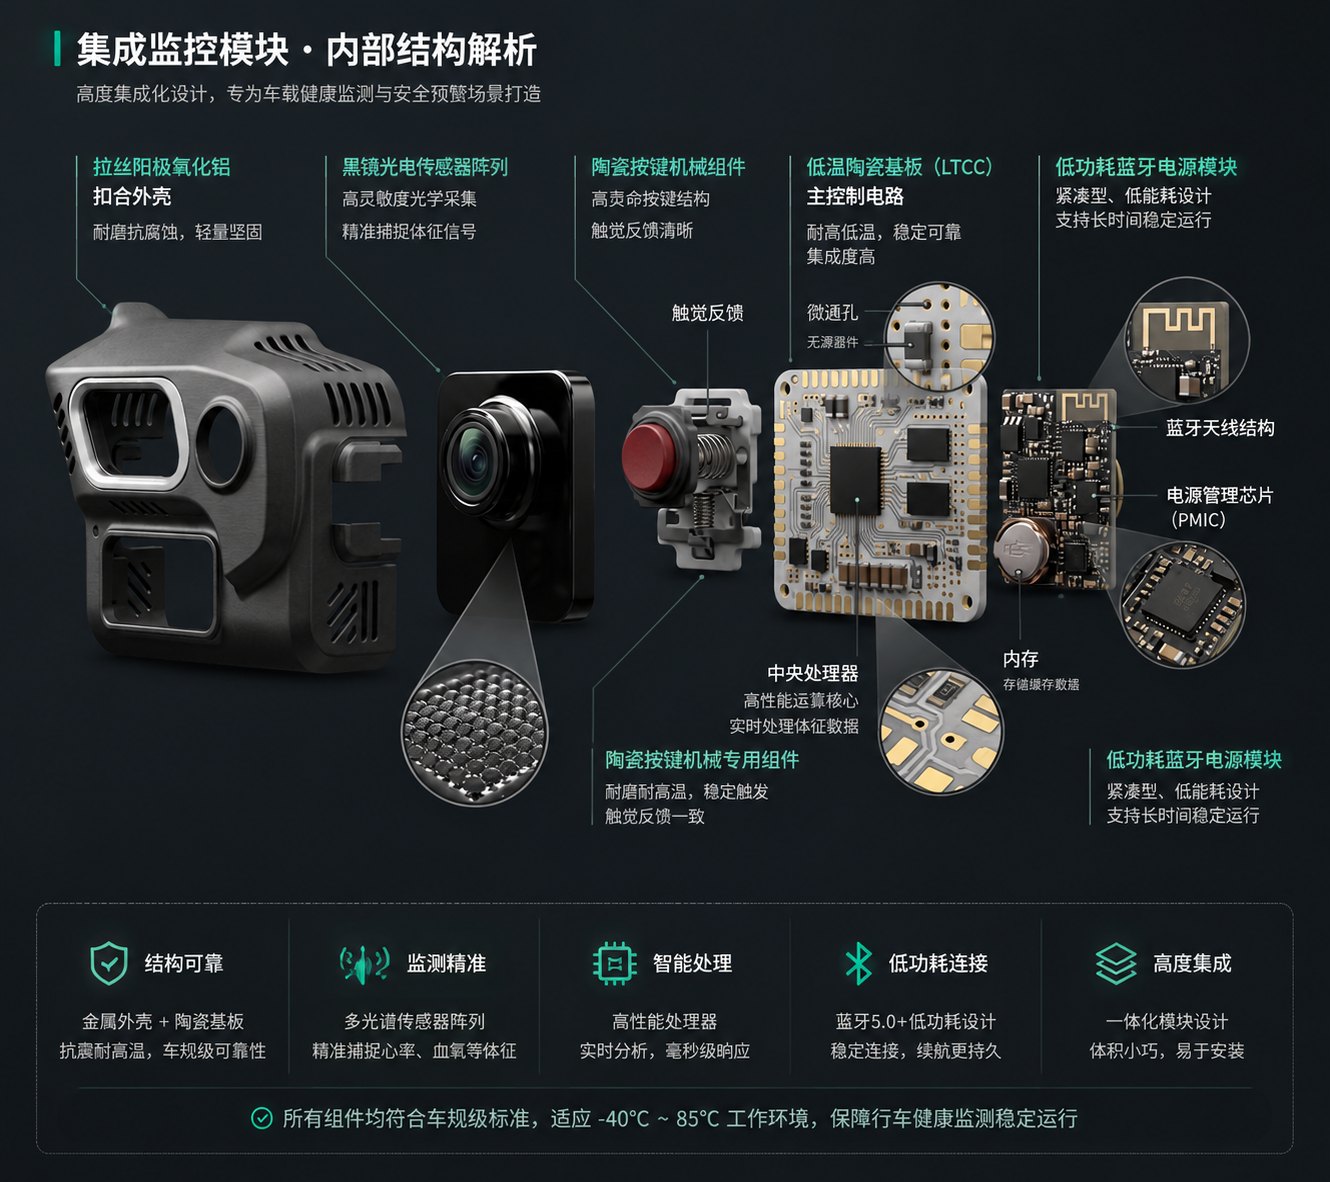 集成监控模块·内部结构解析
高度集成化设计，专为车载健康监测与安全预警场景打造
拉丝阳极氧化铝
扣合外壳
耐磨抗腐蚀，轻量坚固
黑镜光电传感器阵列
高灵敏度光学采集
精准捕捉体征信号
陶瓷按键机械组件
高责命按键结构
触觉反馈清晰
低温陶瓷基板（LTCC）
主控制电路
耐高低温，稳定可靠
集成度高
低功耗蓝牙电源模块
紧凑型、低能耗设计
支持长时间稳定运行
触觉反馈
微通孔
无源器件
蓝牙天线结构
电源管理芯片
（PMIC）
中央处理器
高性能运算核心
实时处理体征数据
内存
存储缓存数据
陶瓷按键机械专用组件
耐磨耐高温，稳定触发
触觉反馈一致
低功耗蓝牙电源模块
紧凑型、低能耗设计
支持长时间稳定运行
结构可靠
金属外壳 + 陶瓷基板
抗震耐高温，车规级可靠性
监测精准
多光谱传感器阵列
精准捕捉心率、血氧等体征
智能处理
高性能处理器
实时分析，毫秒级响应
低功耗连接
蓝牙5.0+低功耗设计
稳定连接，续航更持久
高度集成
一体化模块设计
体积小巧，易于安装
所有组件均符合车规级标准，适应 -40℃ ~ 85℃ 工作环境，保障行车健康监测稳定运行